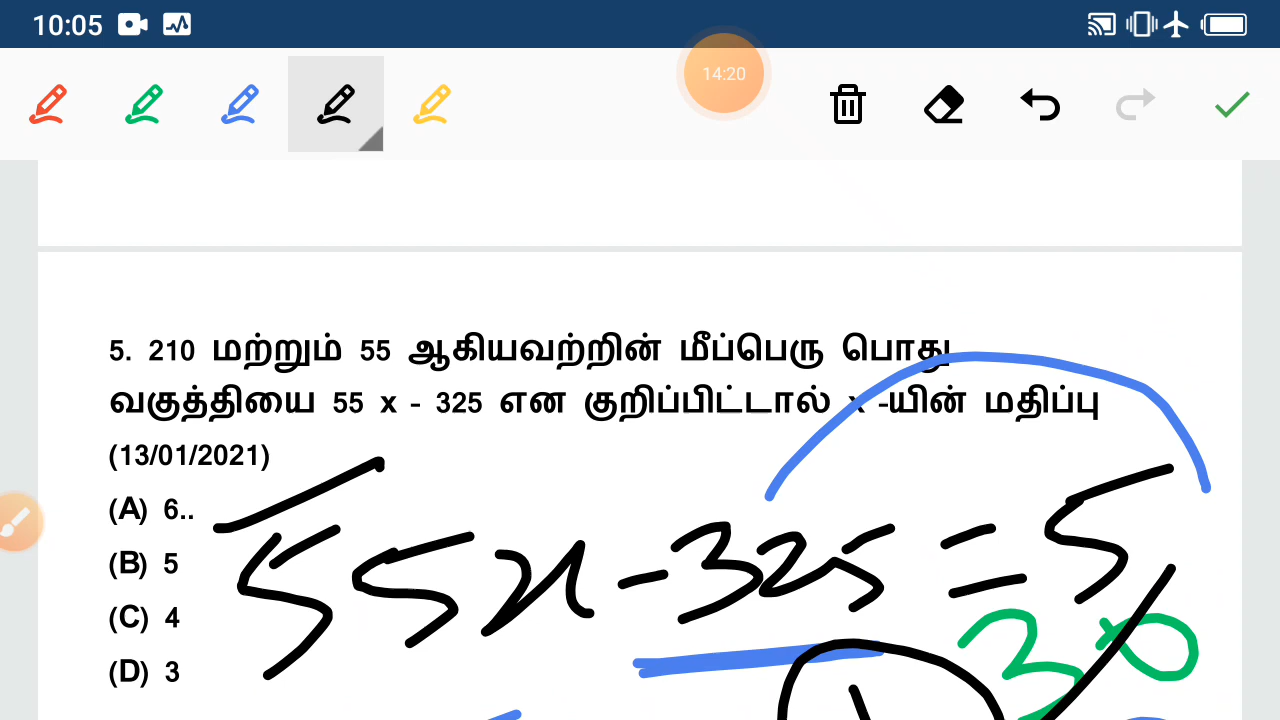 10:05
14:20
5. 210 மற்றும் 55 ஆகியவற்றின் மீப்பெரு பொது
வகுத்தியை 55 x - 325 என குறிப்பிட்டால் x -யின் மதிப்பு
(13/01/2021)
(A) 6..
(B) 5
(C) 4
(D) 3
55x - 325 = 5